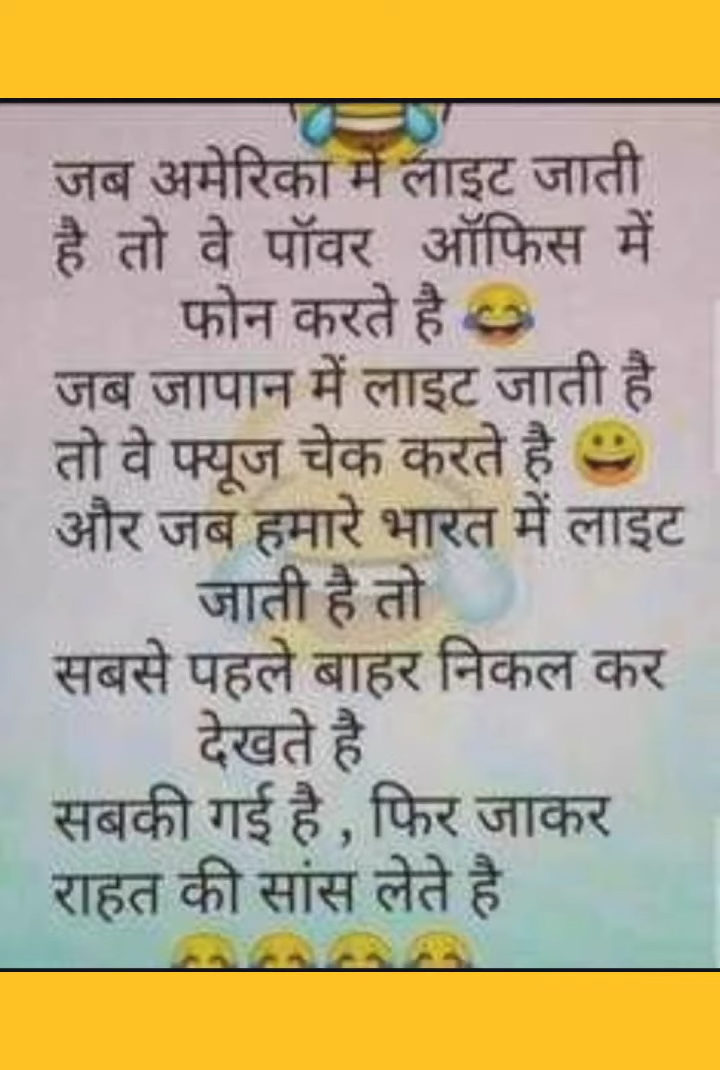 जब अमेरिका में लाइट जाती
है तो वे पॉवर ऑफिस में
फोन करते है 😂
जब जापान में लाइट जाती है
तो वे फ्यूज चेक करते है 😀
और जब हमारे भारत में लाइट
जाती है तो
सबसे पहले बाहर निकल कर
देखते है
सबकी गई है , फिर जाकर
राहत की सांस लेते है